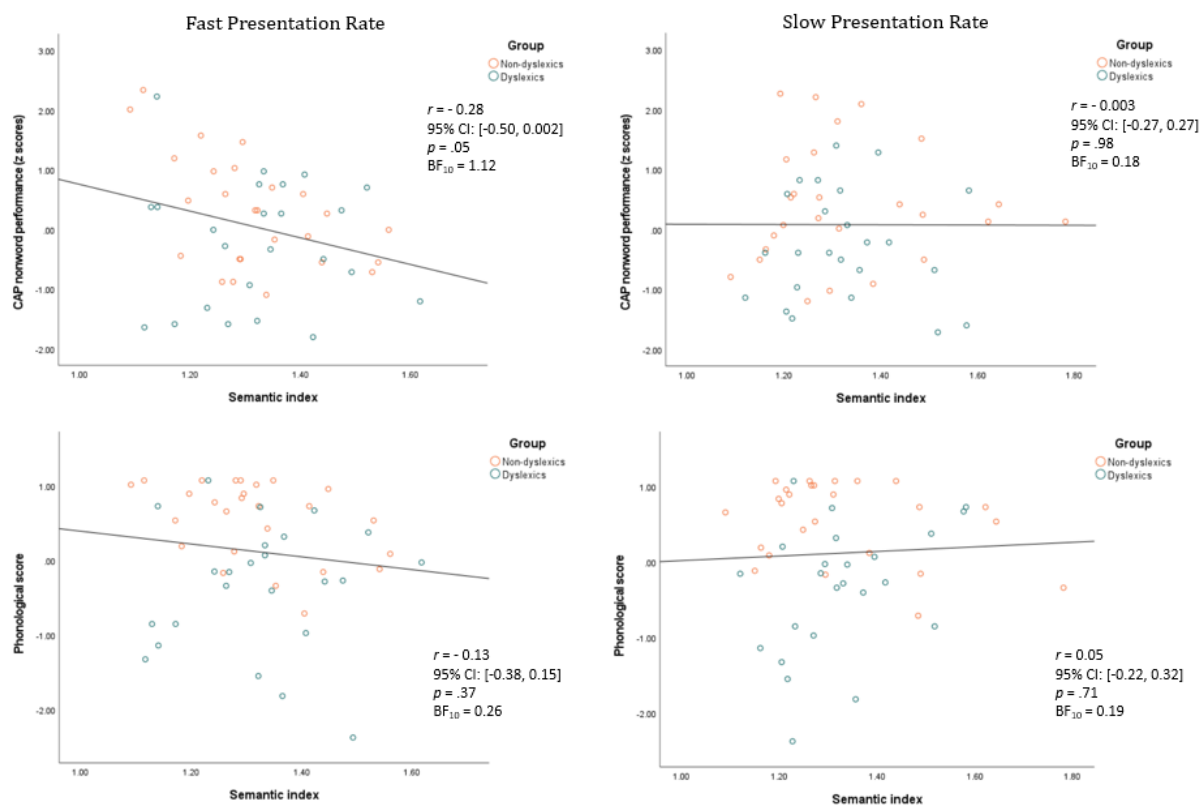 Fast Presentation Rate
Group
Non-dyslexics
Dyslexics
r = - 0.28
95% CI: [-0.50, 0.002]
p = .05
BF₁₀ = 1.12
CAP nonword performance (z scores)
3.00
2.00
1.00
.00
-1.00
-2.00
1.00 1.20 1.40 1.60
Semantic index
Slow Presentation Rate
Group
Non-dyslexics
Dyslexics
r = - 0.003
95% CI: [-0.27, 0.27]
p = .98
BF₁₀ = 0.18
CAP nonword performance (z scores)
3.00
2.00
1.00
.00
-1.00
-2.00
1.00 1.20 1.40 1.60 1.80
Semantic index
Group
Non-dyslexics
Dyslexics
Phonological score
1.00
.00
-1.00
-2.00
r = - 0.13
95% CI: [-0.38, 0.15]
p = .37
BF₁₀ = 0.26
1.00 1.20 1.40 1.60
Semantic index
Group
Non-dyslexics
Dyslexics
Phonological score
1.00
.00
-1.00
-2.00
r = 0.05
95% CI: [-0.22, 0.32]
p = .71
BF₁₀ = 0.19
1.00 1.20 1.40 1.60 1.80
Semantic index